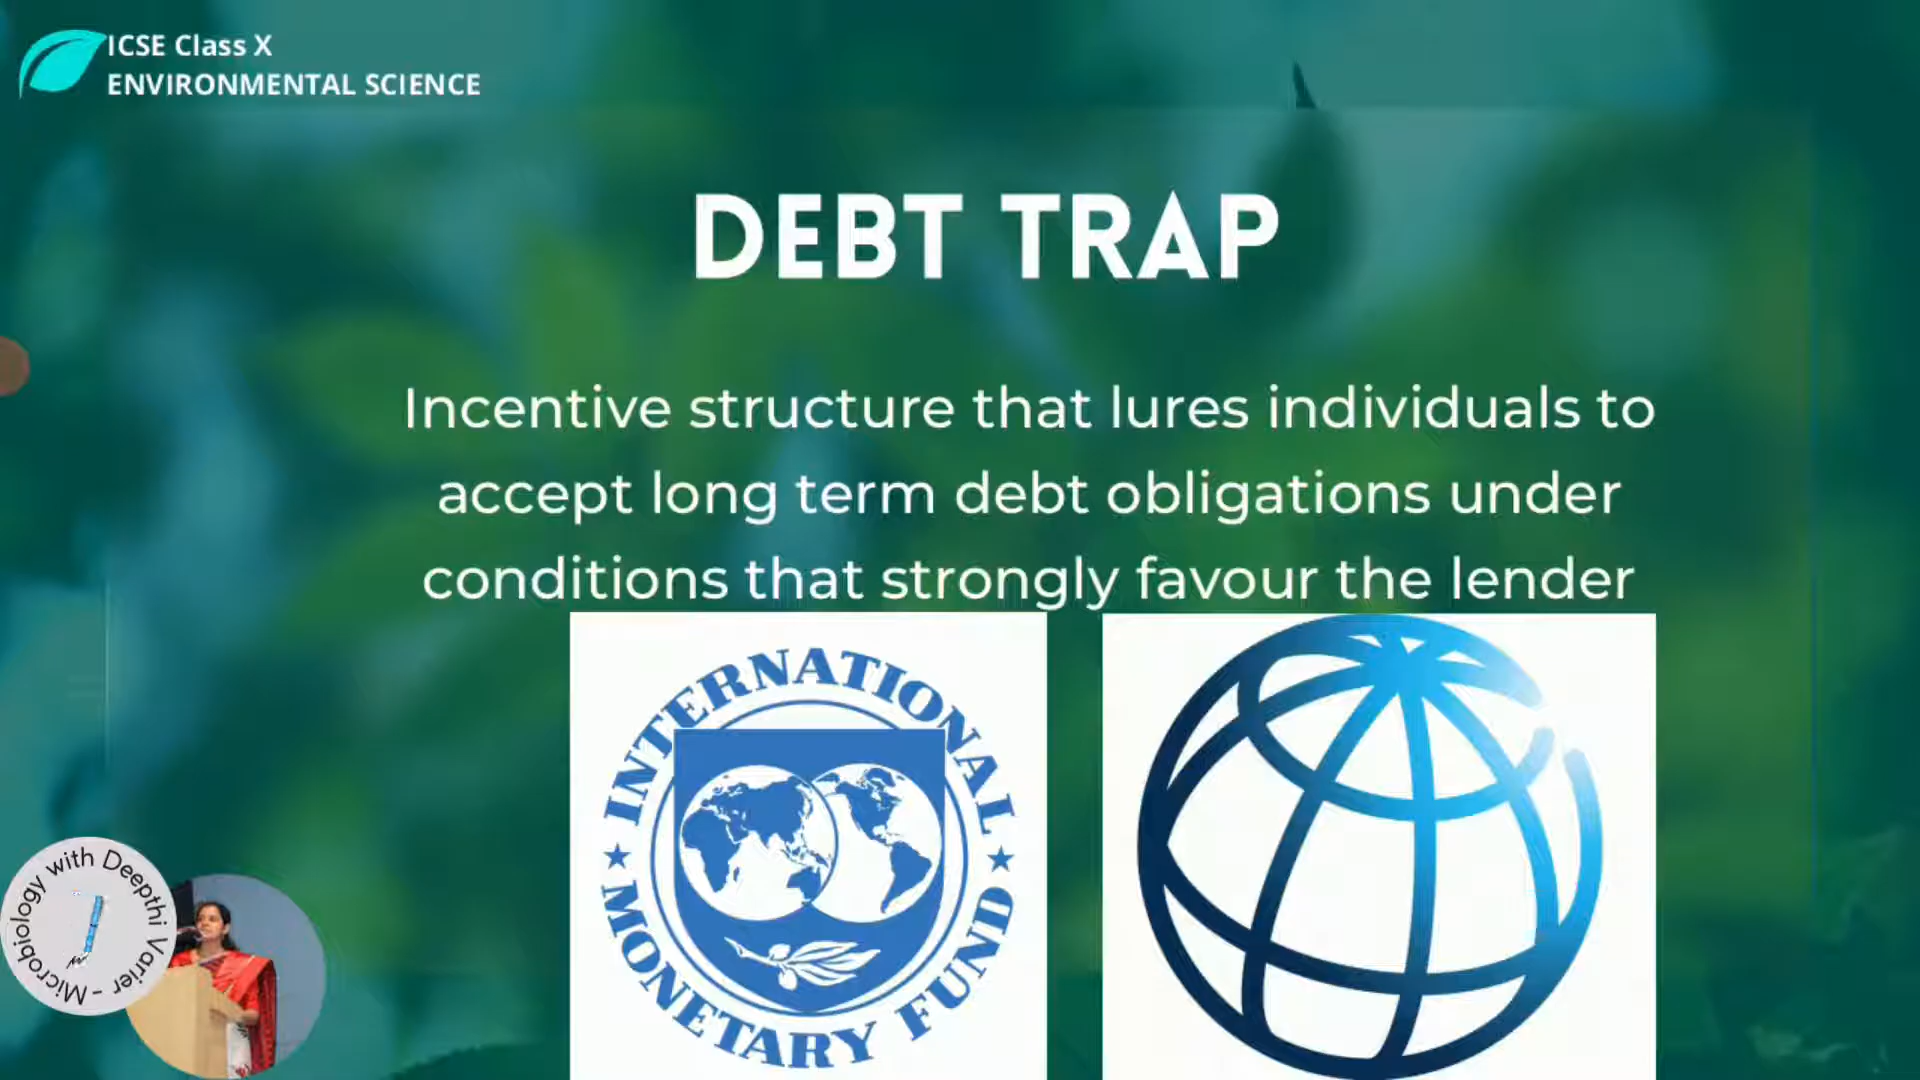 ICSE Class X
ENVIRONMENTAL SCIENCE
DEBT TRAP
Incentive structure that lures individuals to
accept long term debt obligations under
conditions that strongly favour the lender
INTERNATIONAL
MONETARY FUND
Microbiology with Deepthi Varier -